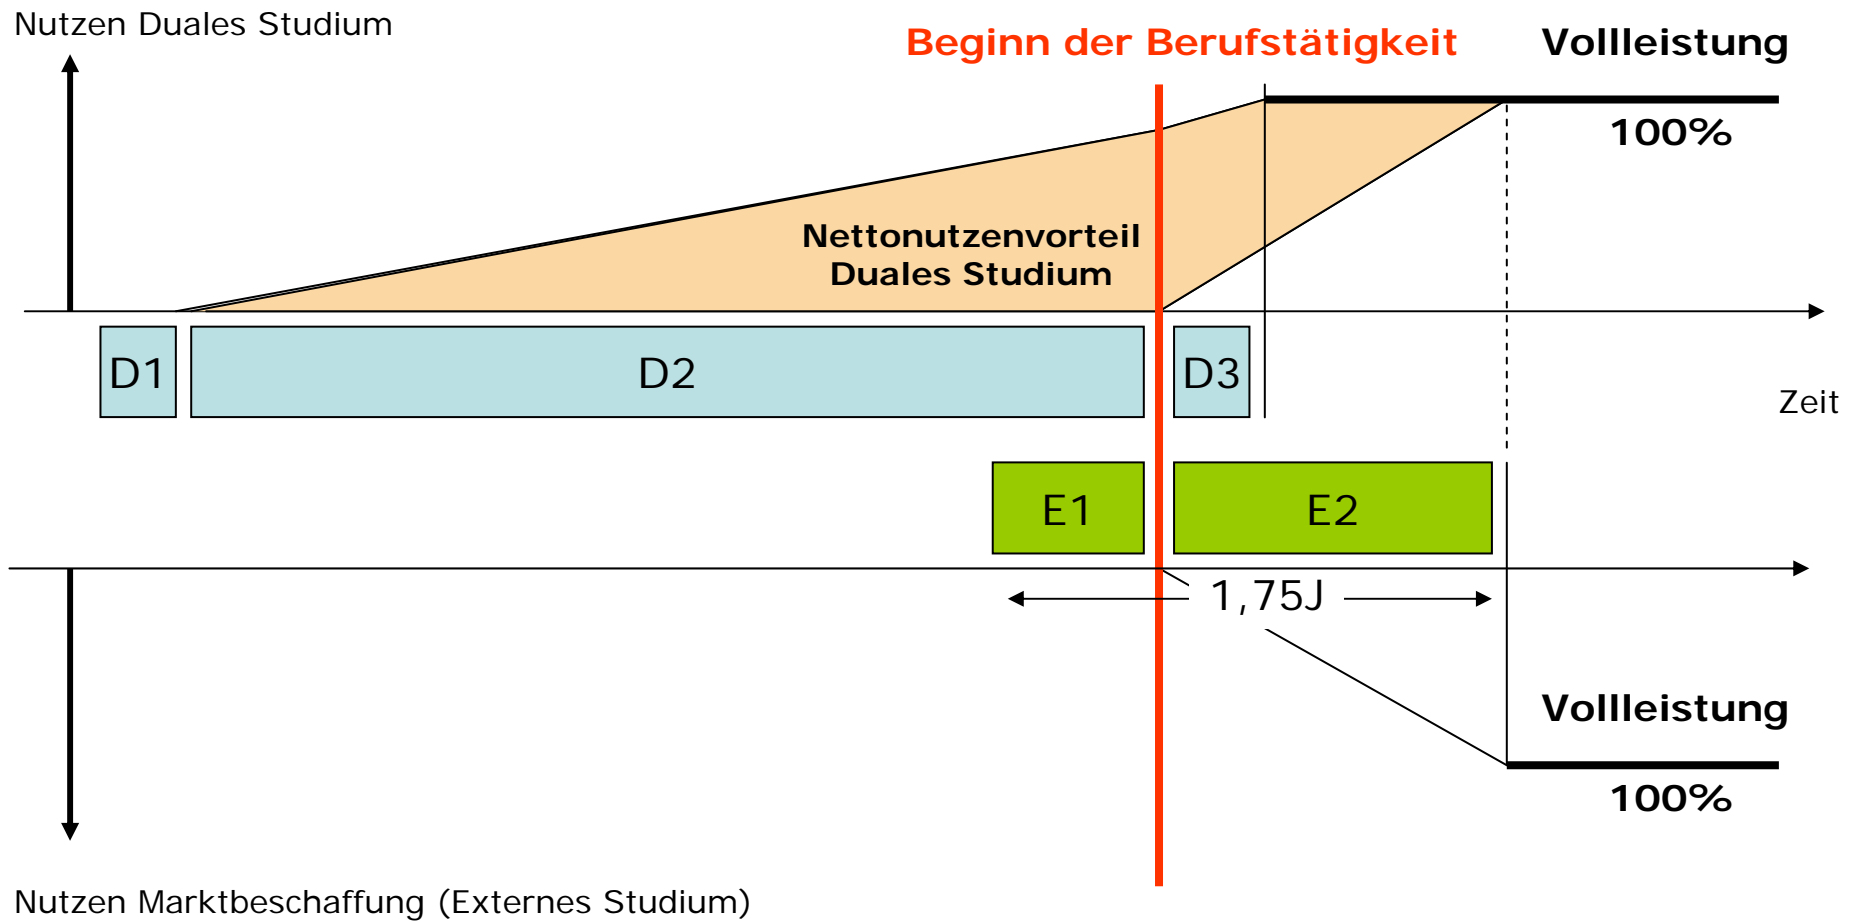 Nutzen Duales Studium
Beginn der Berufstätigkeit
Vollleistung
100%
Nettonutzenvorteil
Duales Studium
D1
D2
D3
Zeit
E1
E2
1,75J
Vollleistung
100%
Nutzen Marktbeschaffung (Externes Studium)